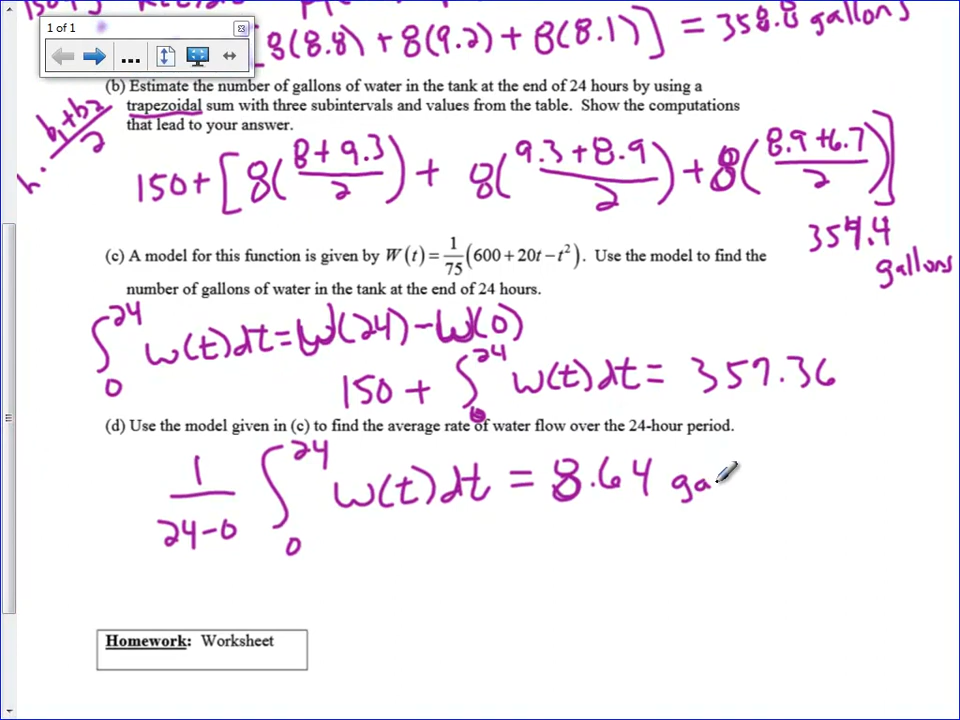 8(8.8) + 8(9.2) + 8(8.1)] = 358.8 gallons
1 of 1
(b) Estimate the number of gallons of water in the tank at the end of 24 hours by using a
trapezoidal sum with three subintervals and values from the table. Show the computations
that lead to your answer.
h · (b₁+b2)/2
150 + [8((8 + 9.3)/2) + 8((9.3 + 8.9)/2) + 8((8.9 + 6.7)/2)]
357.4
gallons
(c) A model for this function is given by W(t) = 1/75 (600 + 20t − t²). Use the model to find the
number of gallons of water in the tank at the end of 24 hours.
∫₀²⁴ w(t)dt = W(24) − W(0)
150 + ∫₀²⁴ w(t)dt = 357.36
(d) Use the model given in (c) to find the average rate of water flow over the 24-hour period.
1/(24−0) ∫₀²⁴ w(t)dt = 8.64 ga
Homework: Worksheet